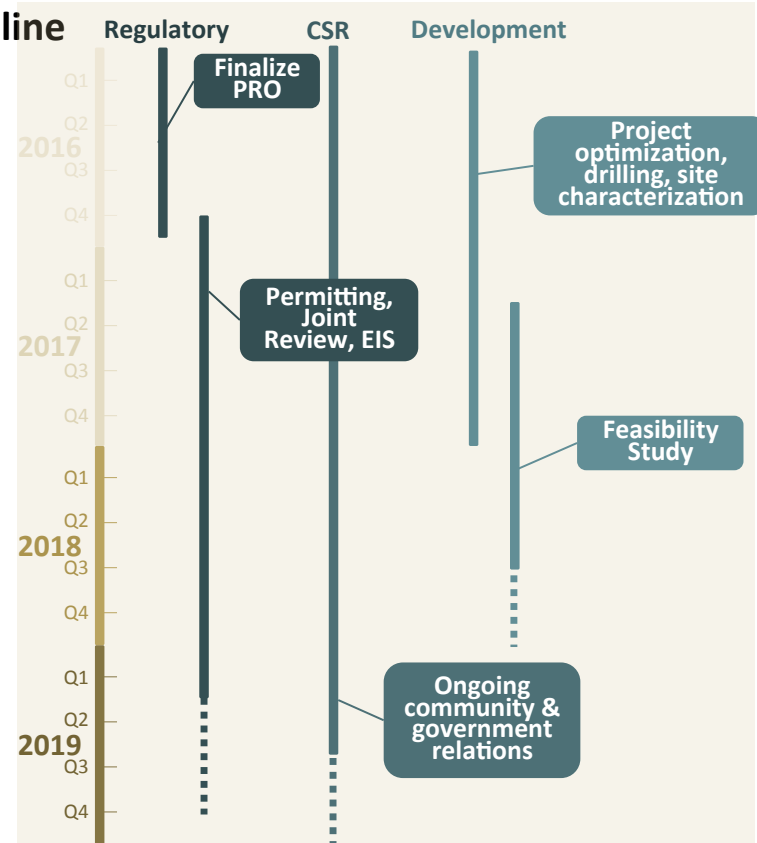 line
Regulatory
CSR
Development
Finalize
PRO
Q1
Q2
2016
Q3
Q4
Project
optimization,
drilling, site
characterization
Q1
Q2
2017
Q3
Q4
Permitting,
Joint
Review, EIS
Feasibility
Study
Q1
Q2
2018
Q3
Q4
Q1
Q2
2019
Q3
Q4
Ongoing
community &
government
relations